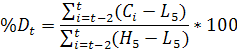 %D_t = \frac{\sum_{i=t-2}^{t}(C_i - L_5)}{\sum_{i=t-2}^{t}(H_5 - L_5)} * 100